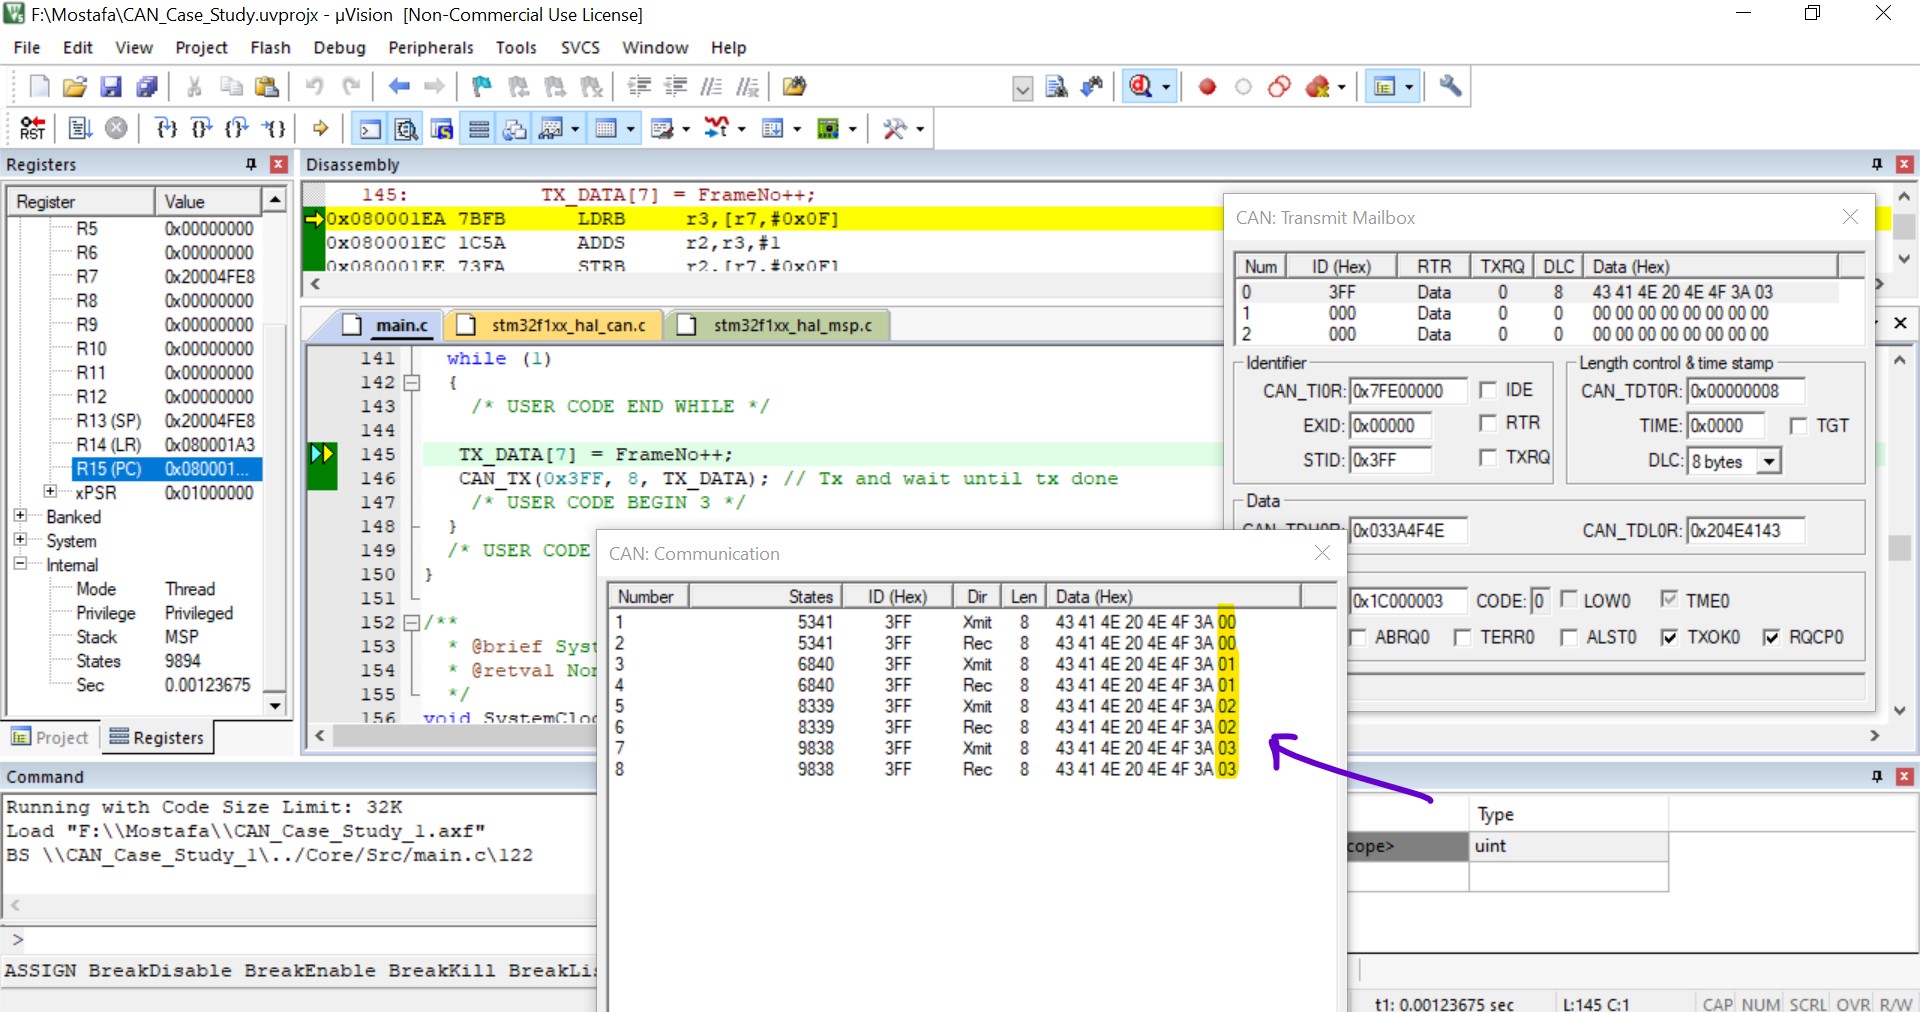 F:\Mostafa\CAN_Case_Study.uvprojx - µVision [Non-Commercial Use License]
File Edit View Project Flash Debug Peripherals Tools SVCS Window Help
Registers
Register Value
R5 0x00000000
R6 0x00000000
R7 0x20004FE8
R8 0x00000000
R9 0x00000000
R10 0x00000000
R11 0x00000000
R12 0x00000000
R13 (SP) 0x20004FE8
R14 (LR) 0x080001A3
R15 (PC) 0x080001...
xPSR 0x01000000
Banked
System
Internal
Mode Thread
Privilege Privileged
Stack MSP
States 9894
Sec 0.00123675
Project Registers
Disassembly
145: TX_DATA[7] = FrameNo++;
0x080001EA 7BFB LDRB r3,[r7,#0x0F]
0x080001EC 1C5A ADDS r2,r3,#1
0x080001EE 73FA STRB r2,[r7,#0x0F]
main.c stm32f1xx_hal_can.c stm32f1xx_hal_msp.c
141 while (1)
142 {
143 /* USER CODE END WHILE */
144
145 TX_DATA[7] = FrameNo++;
146 CAN_TX(0x3FF, 8, TX_DATA); // Tx and wait until tx done
147 /* USER CODE BEGIN 3 */
148 }
149 /* USER CODE
150 }
151
152 /**
153 * @brief Syst
154 * @retval Non
155 */
156 void SystemCloc
CAN: Transmit Mailbox
Num ID (Hex) RTR TXRQ DLC Data (Hex)
0 3FF Data 0 8 43 41 4E 20 4E 4F 3A 03
1 000 Data 0 0 00 00 00 00 00 00 00 00
2 000 Data 0 0 00 00 00 00 00 00 00 00
Identifier
CAN_TI0R: 0x7FE00000 IDE
EXID: 0x00000 RTR
STID: 0x3FF TXRQ
Length control & time stamp
CAN_TDT0R: 0x00000008
TIME: 0x0000 TGT
DLC: 8 bytes
Data
CAN_TDH0R: 0x033A4F4E CAN_TDL0R: 0x204E4143
0x1C000003 CODE: 0 LOW0 TME0
ABRQ0 TERR0 ALST0 TXOK0 RQCP0
CAN: Communication
Number States ID (Hex) Dir Len Data (Hex)
1 5341 3FF Xmit 8 43 41 4E 20 4E 4F 3A 00
2 5341 3FF Rec 8 43 41 4E 20 4E 4F 3A 00
3 6840 3FF Xmit 8 43 41 4E 20 4E 4F 3A 01
4 6840 3FF Rec 8 43 41 4E 20 4E 4F 3A 01
5 8339 3FF Xmit 8 43 41 4E 20 4E 4F 3A 02
6 8339 3FF Rec 8 43 41 4E 20 4E 4F 3A 02
7 9838 3FF Xmit 8 43 41 4E 20 4E 4F 3A 03
8 9838 3FF Rec 8 43 41 4E 20 4E 4F 3A 03
Command
Running with Code Size Limit: 32K
Load "F:\\Mostafa\\CAN_Case_Study_1.axf"
BS \\CAN_Case_Study_1\../Core/Src/main.c\122
>
ASSIGN BreakDisable BreakEnable BreakKill BreakLis
Type
cope> uint
t1: 0.00123675 sec L:145 C:1 CAP NUM SCRL OVR R/W